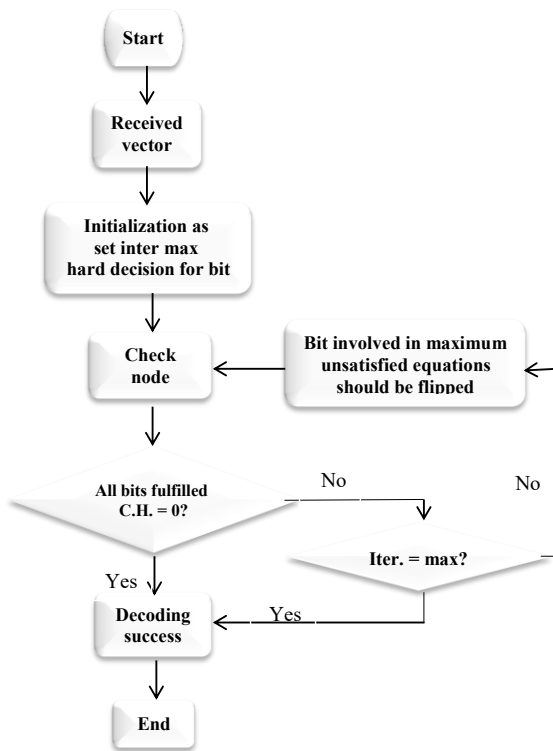 Start
Received
vector
Initialization as
set inter max
hard decision for bit
Check
node
Bit involved in maximum
unsatisfied equations
should be flipped
All bits fulfilled
C.H. = 0?
No
No
Iter. = max?
Yes
Yes
Decoding
success
End